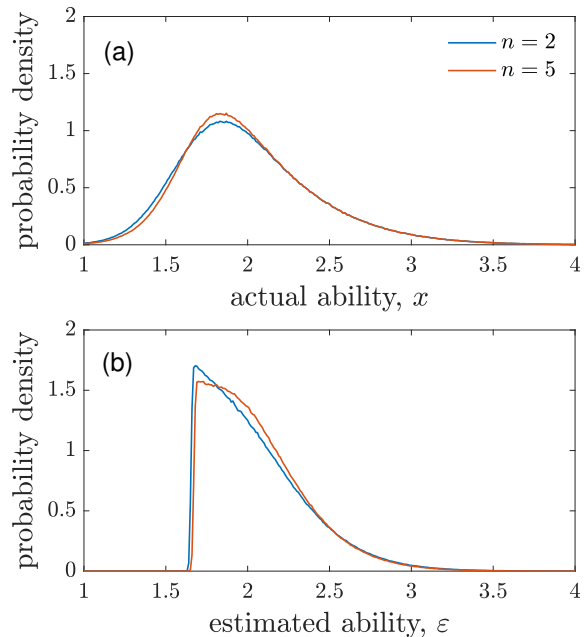 (a)
n = 2
n = 5
probability density
2
1.5
1
0.5
0
1 1.5 2 2.5 3 3.5 4
actual ability, x
(b)
probability density
2
1.5
1
0.5
0
1 1.5 2 2.5 3 3.5 4
estimated ability, ε